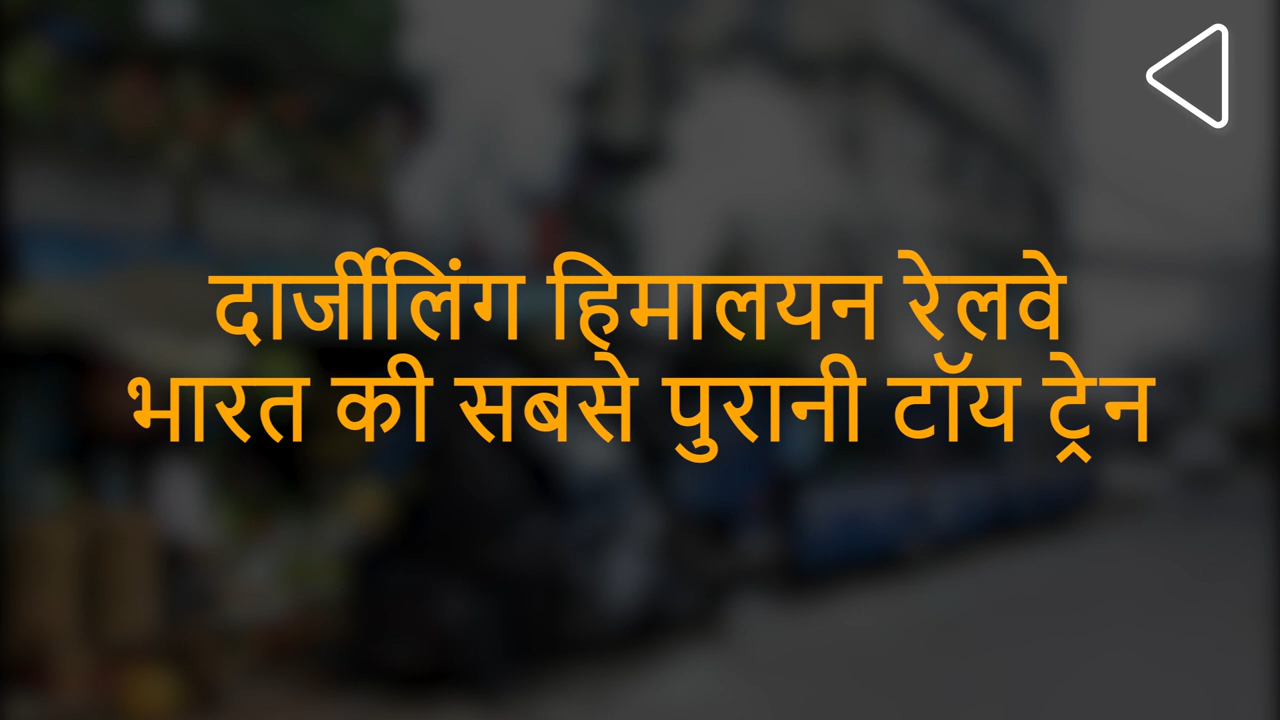 दार्जीलिंग हिमालयन रेलवे
भारत की सबसे पुरानी टॉय ट्रेन